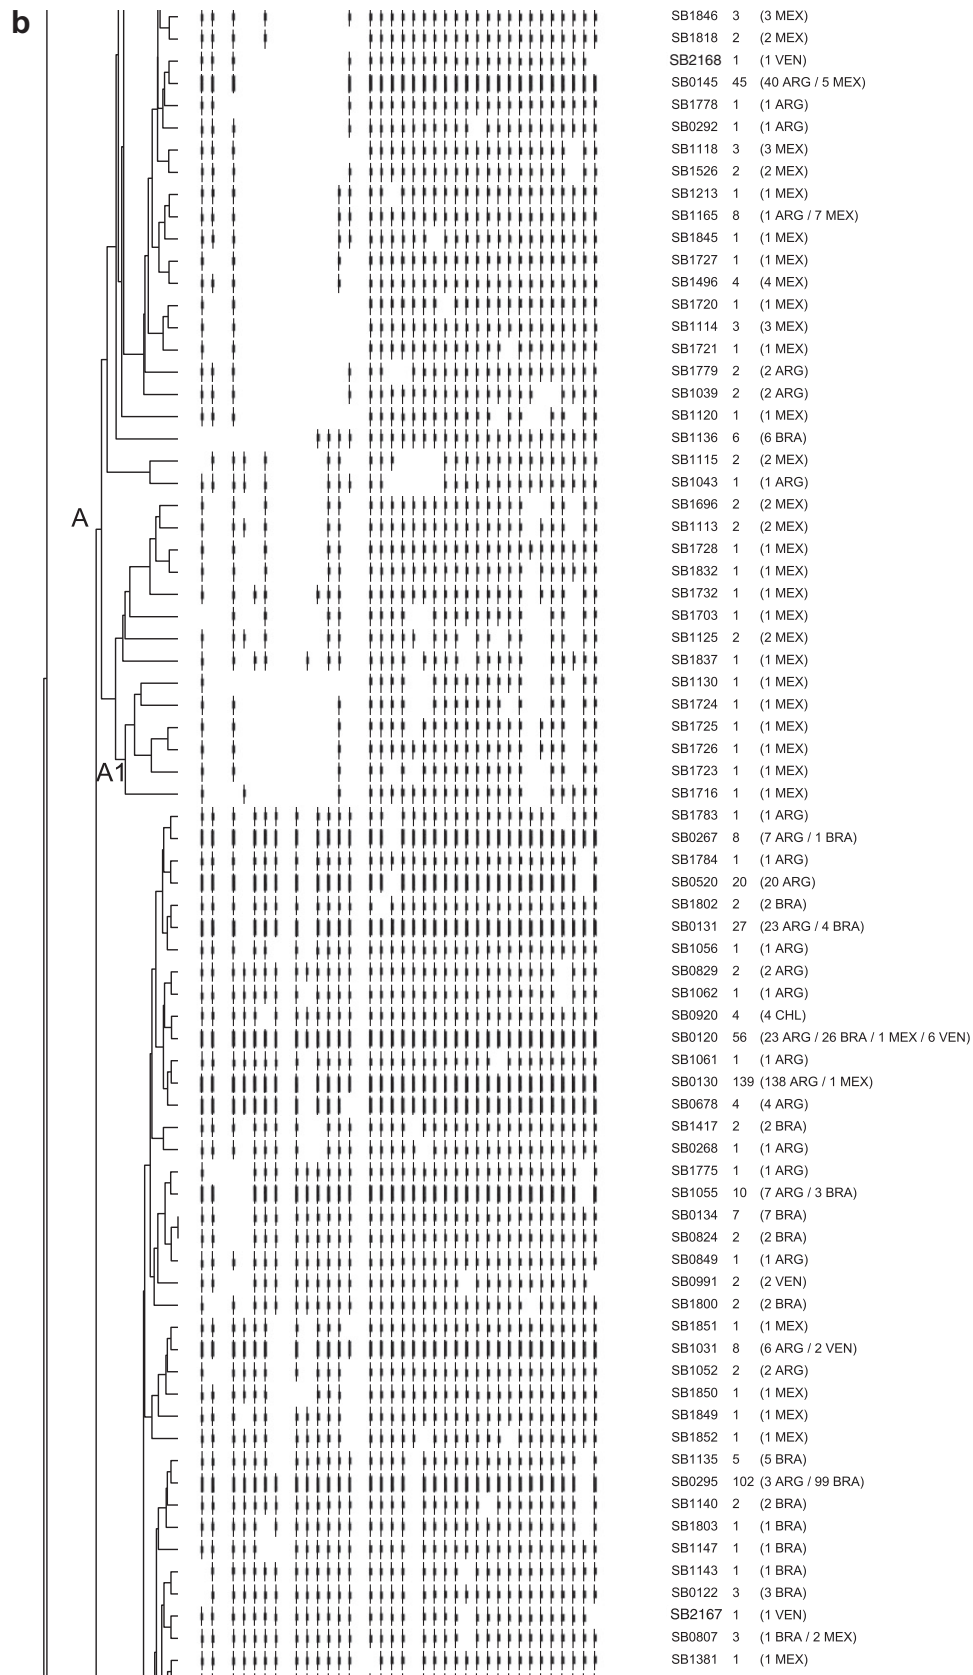 b
SB1846 3 (3 MEX)
SB1818 2 (2 MEX)
SB2168 1 (1 VEN)
SB0145 45 (40 ARG / 5 MEX)
SB1778 1 (1 ARG)
SB0292 1 (1 ARG)
SB1118 3 (3 MEX)
SB1526 2 (2 MEX)
SB1213 1 (1 MEX)
SB1165 8 (1 ARG / 7 MEX)
SB1845 1 (1 MEX)
SB1727 1 (1 MEX)
SB1496 4 (4 MEX)
SB1720 1 (1 MEX)
SB1114 3 (3 MEX)
SB1721 1 (1 MEX)
SB1779 2 (2 ARG)
SB1039 2 (2 ARG)
SB1120 1 (1 MEX)
SB1136 6 (6 BRA)
SB1115 2 (2 MEX)
SB1043 1 (1 ARG)
SB1696 2 (2 MEX)
A
SB1113 2 (2 MEX)
SB1728 1 (1 MEX)
SB1832 1 (1 MEX)
SB1732 1 (1 MEX)
SB1703 1 (1 MEX)
SB1125 2 (2 MEX)
SB1837 1 (1 MEX)
SB1130 1 (1 MEX)
SB1724 1 (1 MEX)
SB1725 1 (1 MEX)
SB1726 1 (1 MEX)
A1
SB1723 1 (1 MEX)
SB1716 1 (1 MEX)
SB1783 1 (1 ARG)
SB0267 8 (7 ARG / 1 BRA)
SB1784 1 (1 ARG)
SB0520 20 (20 ARG)
SB1802 2 (2 BRA)
SB0131 27 (23 ARG / 4 BRA)
SB1056 1 (1 ARG)
SB0829 2 (2 ARG)
SB1062 1 (1 ARG)
SB0920 4 (4 CHL)
SB0120 56 (23 ARG / 26 BRA / 1 MEX / 6 VEN)
SB1061 1 (1 ARG)
SB0130 139 (138 ARG / 1 MEX)
SB0678 4 (4 ARG)
SB1417 2 (2 BRA)
SB0268 1 (1 ARG)
SB1775 1 (1 ARG)
SB1055 10 (7 ARG / 3 BRA)
SB0134 7 (7 BRA)
SB0824 2 (2 BRA)
SB0849 1 (1 ARG)
SB0991 2 (2 VEN)
SB1800 2 (2 BRA)
SB1851 1 (1 MEX)
SB1031 8 (6 ARG / 2 VEN)
SB1052 2 (2 ARG)
SB1850 1 (1 MEX)
SB1849 1 (1 MEX)
SB1852 1 (1 MEX)
SB1135 5 (5 BRA)
SB0295 102 (3 ARG / 99 BRA)
SB1140 2 (2 BRA)
SB1803 1 (1 BRA)
SB1147 1 (1 BRA)
SB1143 1 (1 BRA)
SB0122 3 (3 BRA)
SB2167 1 (1 VEN)
SB0807 3 (1 BRA / 2 MEX)
SB1381 1 (1 MEX)